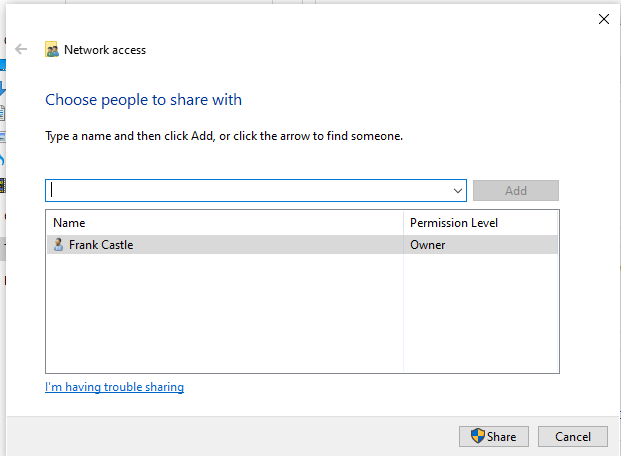 Network access
Choose people to share with
Type a name and then click Add, or click the arrow to find someone.
Add
Name Permission Level
Frank Castle Owner
I'm having trouble sharing
Share Cancel